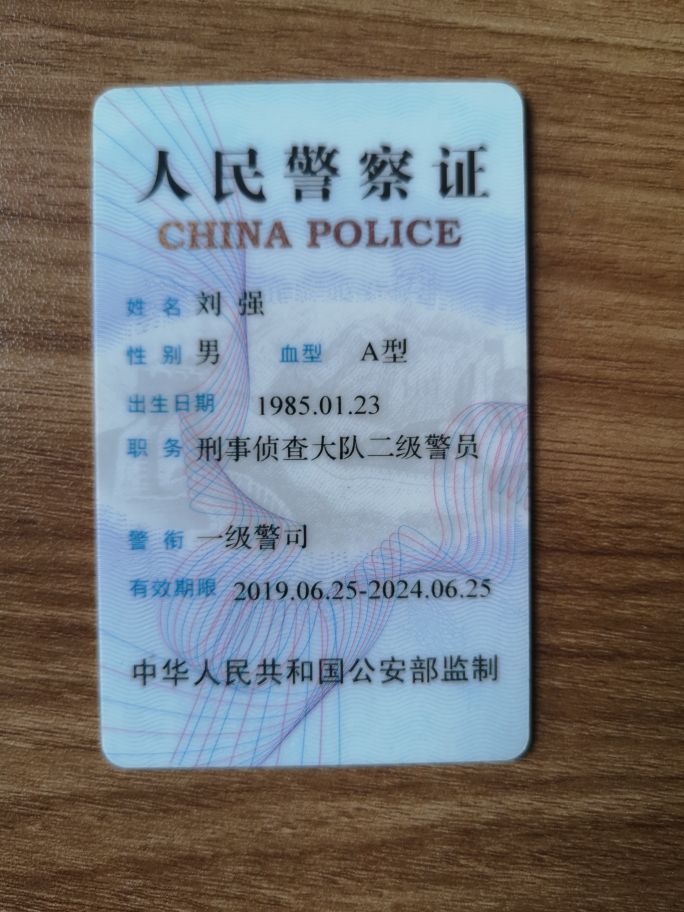 人民警察证
CHINA POLICE
姓名 刘强
性别 男 血型 A型
出生日期 1985.01.23
职务 刑事侦查大队二级警员
警衔 一级警司
有效期限 2019.06.25-2024.06.25
中华人民共和国公安部监制